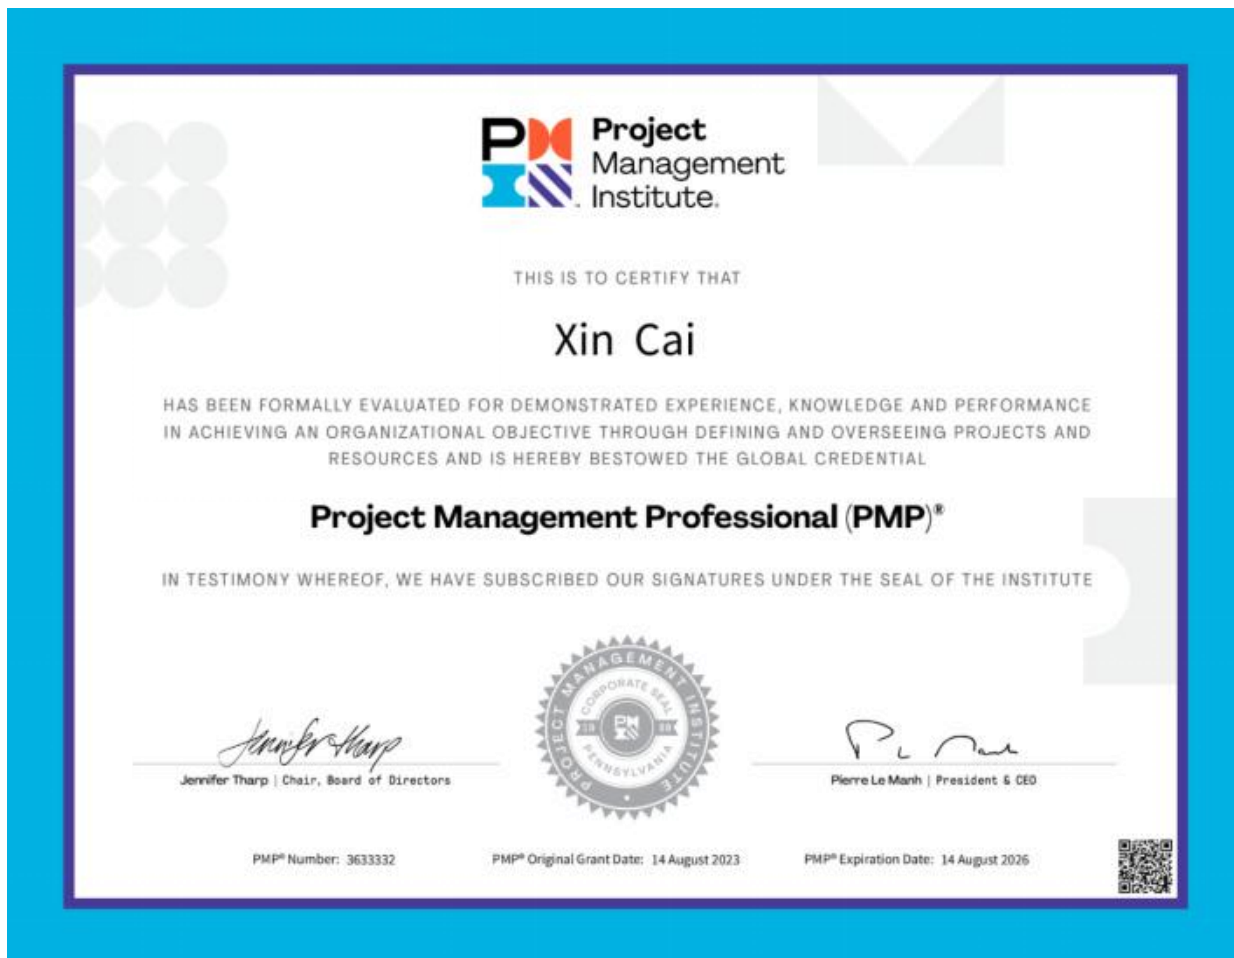 PM
Project
Management
Institute.
THIS IS TO CERTIFY THAT
Xin Cai
HAS BEEN FORMALLY EVALUATED FOR DEMONSTRATED EXPERIENCE, KNOWLEDGE AND PERFORMANCE
IN ACHIEVING AN ORGANIZATIONAL OBJECTIVE THROUGH DEFINING AND OVERSEEING PROJECTS AND
RESOURCES AND IS HEREBY BESTOWED THE GLOBAL CREDENTIAL
Project Management Professional (PMP)®
IN TESTIMONY WHEREOF, WE HAVE SUBSCRIBED OUR SIGNATURES UNDER THE SEAL OF THE INSTITUTE
PROJECT MANAGEMENT INSTITUTE
CORPORATE SEAL
PENNSYLVANIA
Jennifer Tharp
Jennifer Tharp | Chair, Board of Directors
Pierre Le Manh | President & CEO
PMP® Number: 3633332
PMP® Original Grant Date: 14 August 2023
PMP® Expiration Date: 14 August 2026